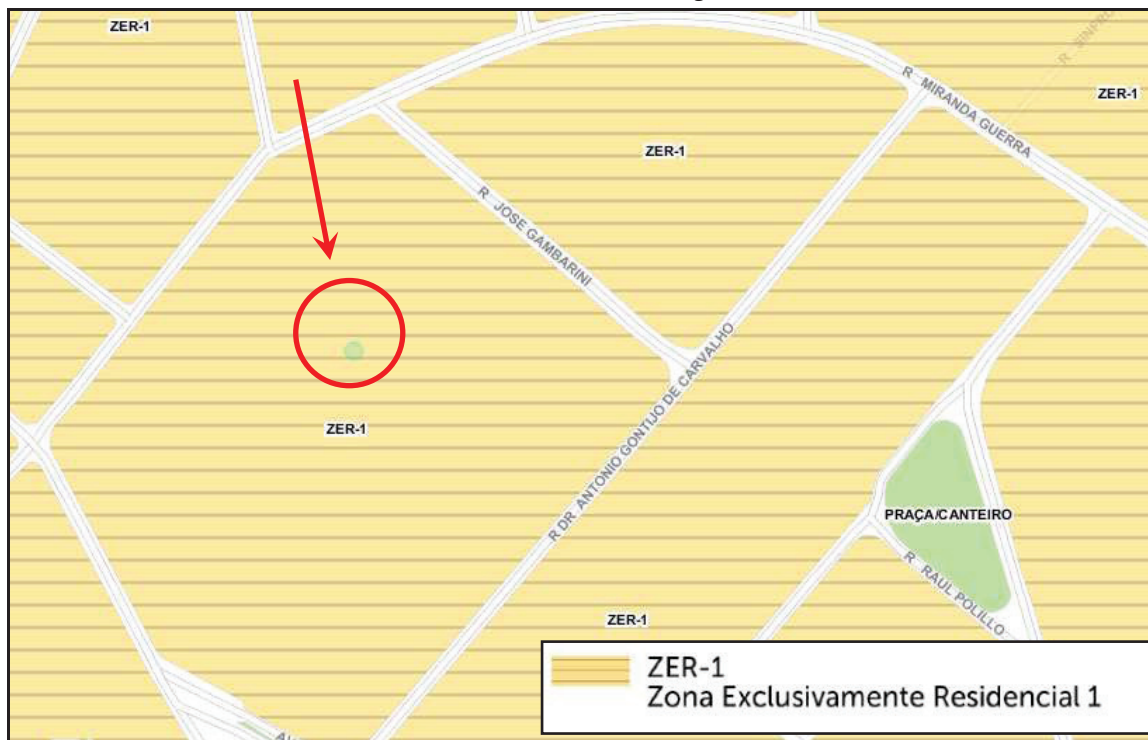 ZER-1
R MIRANDA GUERRA
ZER-1
ZER-1
R JOSE GAMBARINI
R DR ANTONIO GONTIJO DE CARVALHO
ZER-1
PRAÇA/CANTEIRO
R RAUL POLILLO
ZER-1
ZER-1
Zona Exclusivamente Residencial 1